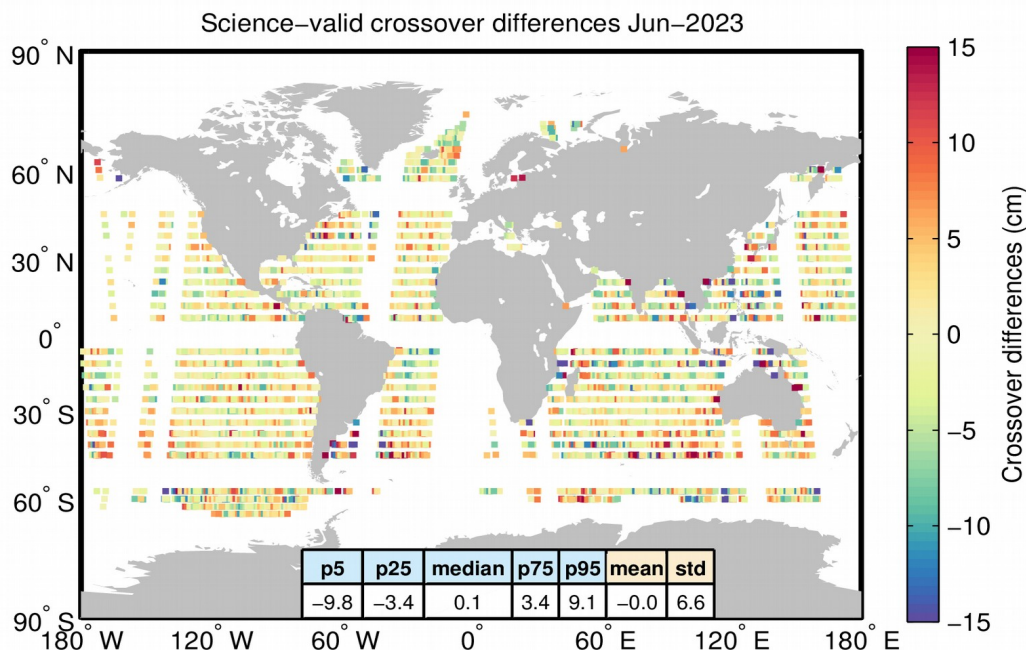 Science−valid crossover differences Jun−2023
90° N
60° N
30° N
0°
30° S
60° S
90° S
180° W 120° W 60° W 0° 60° E 120° E 180° E
p5 p25 median p75 p95 mean std
−9.8 −3.4 0.1 3.4 9.1 −0.0 6.6
15
10
5
0
−5
−10
−15
Crossover differences (cm)